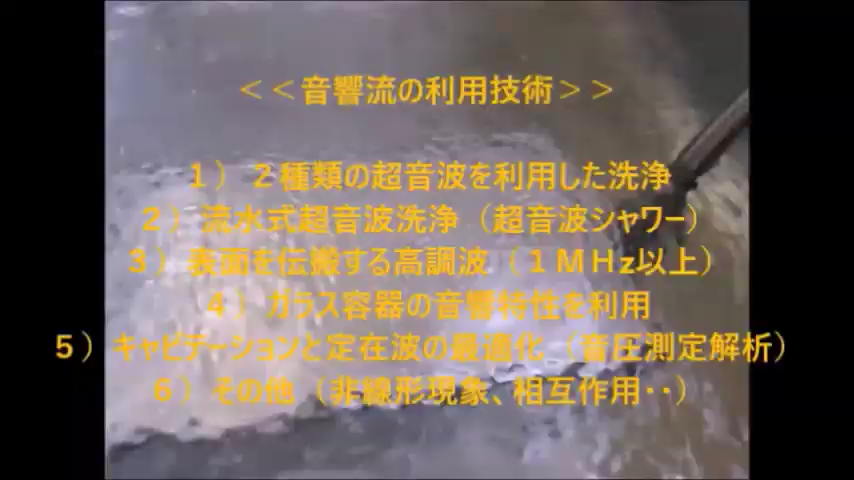 ＜＜音響流の利用技術＞＞
１）２種類の超音波を利用した洗浄
２）流水式超音波洗浄（超音波シャワー）
３）表面を伝搬する高調波（１ＭＨz以上）
４）ガラス容器の音響特性を利用
５）キャビテーションと定在波の最適化（音圧測定解析）
６）その他（非線形現象、相互作用・・）